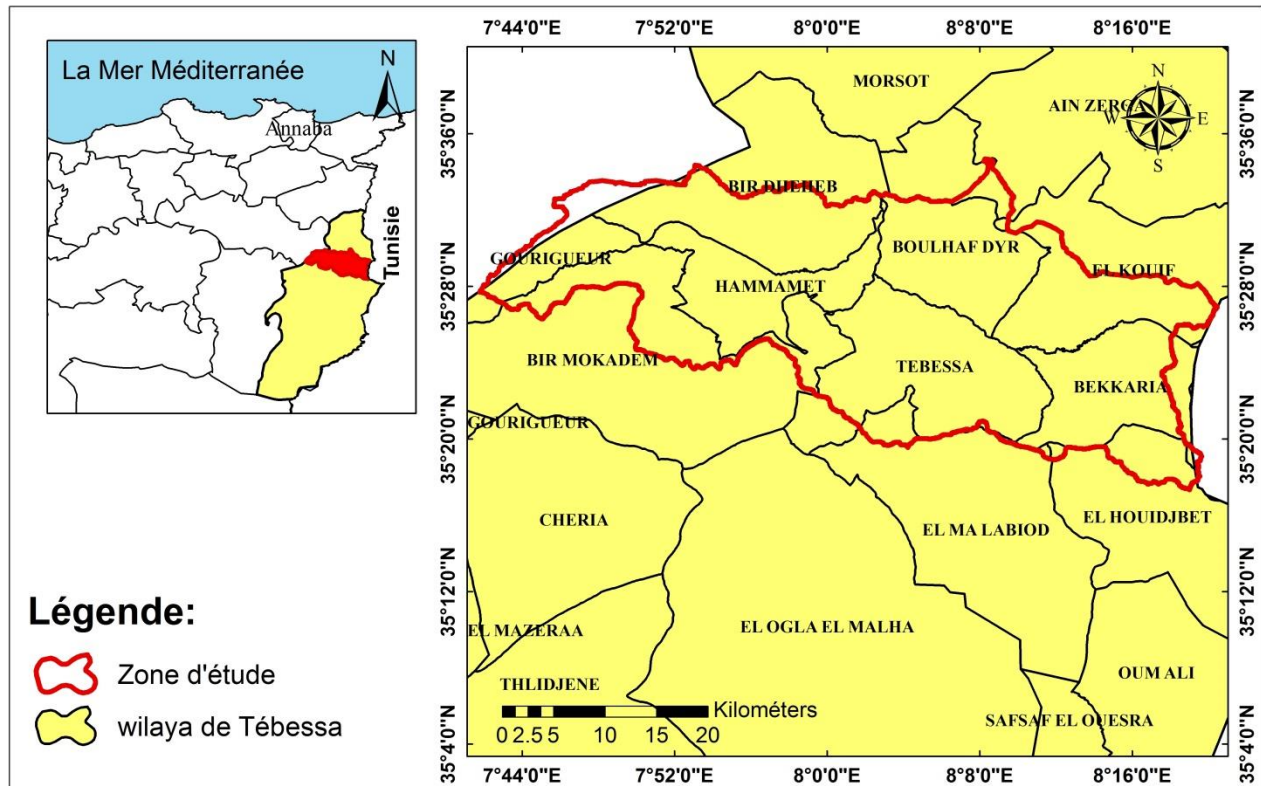 La Mer Méditerranée
N
Annaba
Tunisie
Légende:
Zone d'étude
wilaya de Tébessa
7°44'0"E 7°52'0"E 8°0'0"E 8°8'0"E 8°16'0"E
35°36'0"N
35°28'0"N
35°20'0"N
35°12'0"N
35°4'0"N
MORSOT
AIN ZERGA
N
W E
S
BIR DHEHEB
BOULHAF DYR
GOURIGUEUR
EL KOUIF
HAMMAMET
BIR MOKADEM
TEBESSA
BEKKARIA
GOURIGUEUR
CHERIA
EL MA LABIOD
EL HOUIDJBET
EL MAZERAA
EL OGLA EL MALHA
OUM ALI
THLIDJENE
SAFSAF EL OUESRA
Kilométers
0 2.5 5 10 15 20
35°36'0"N
35°28'0"N
35°20'0"N
35°12'0"N
35°4'0"N
7°44'0"E 7°52'0"E 8°0'0"E 8°8'0"E 8°16'0"E